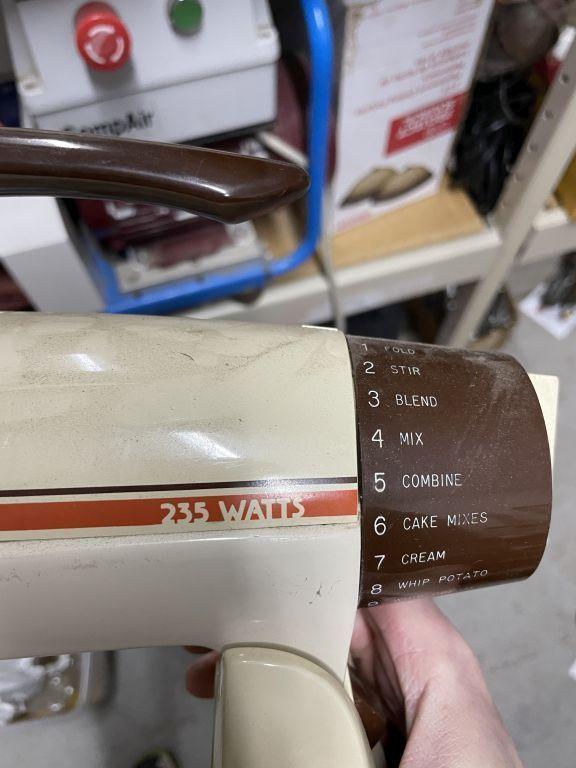 CompAir
1 FOLD
2 STIR
3 BLEND
4 MIX
5 COMBINE
235 WATTS
6 CAKE MIXES
7 CREAM
8 WHIP POTATO
9